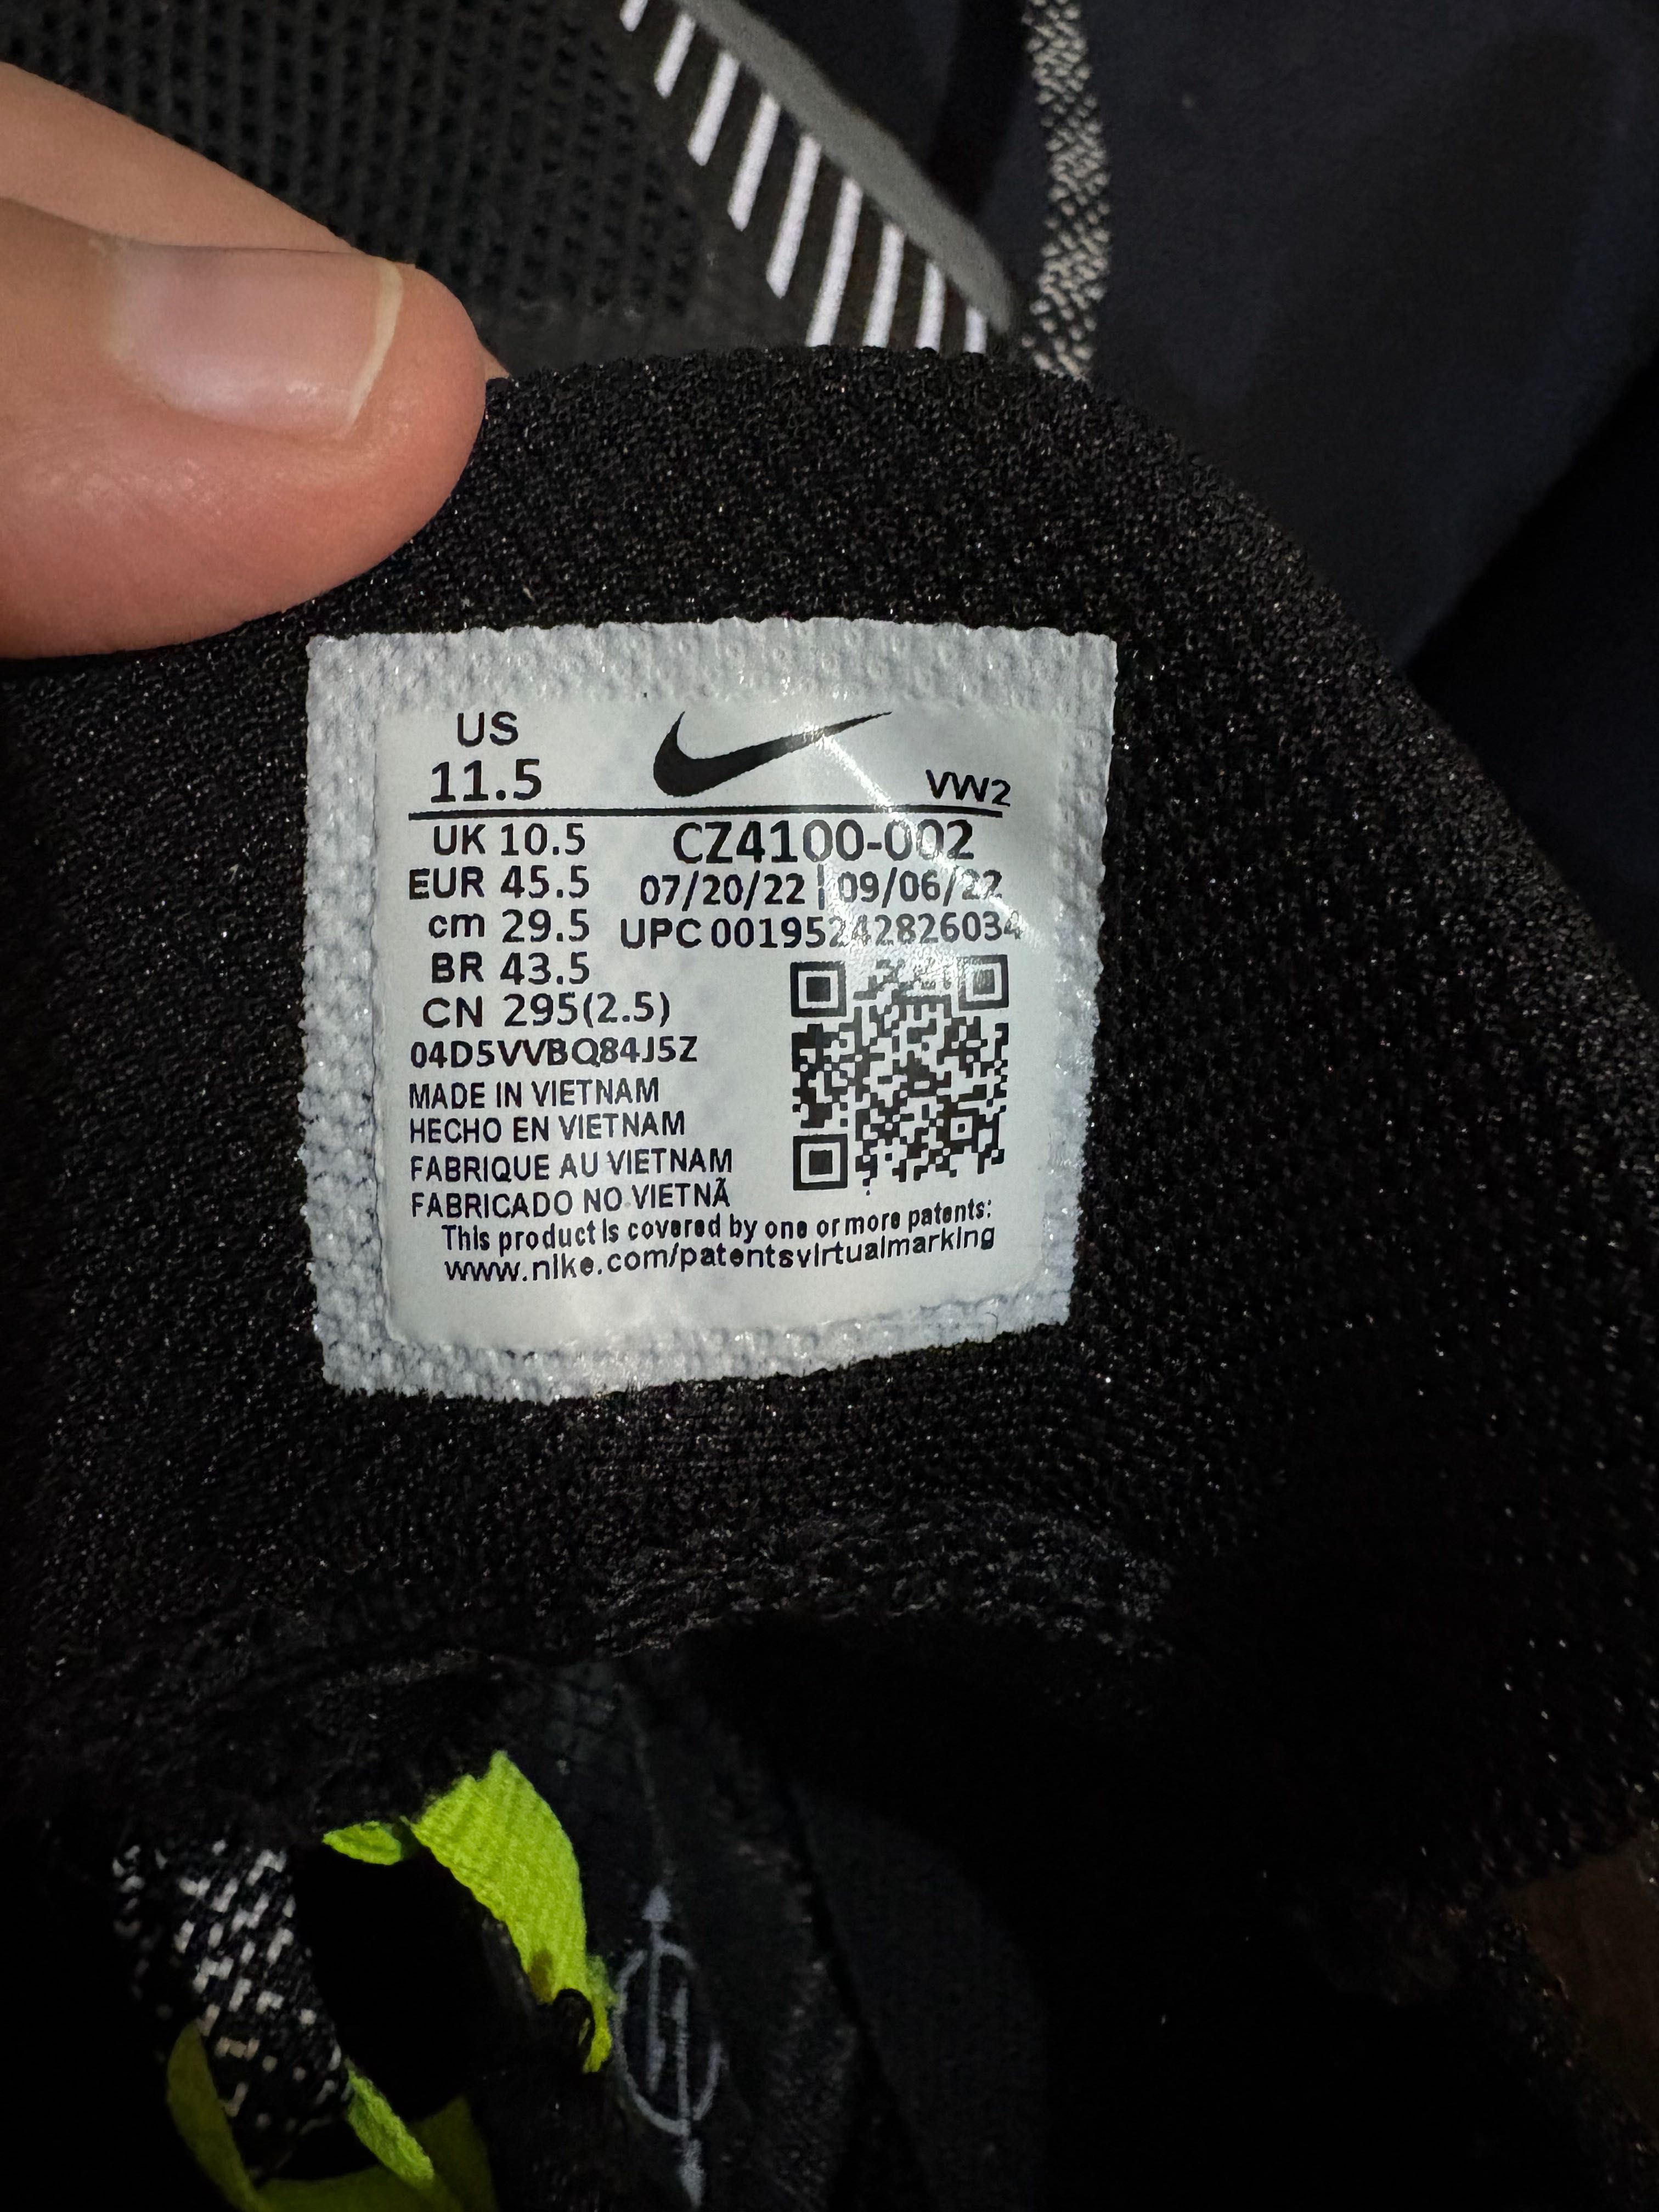 US
11.5
VW2
UK 10.5
CZ4100-002
EUR 45.5
07/20/22 | 09/06/22
cm 29.5
UPC 00195242826034
BR 43.5
CN 295(2.5)
04D5VVBQ84J5Z
MADE IN VIETNAM
HECHO EN VIETNAM
FABRIQUE AU VIETNAM
FABRICADO NO VIETNÃ
This product is covered by one or more patents:
www.nike.com/patentsvirtualmarking